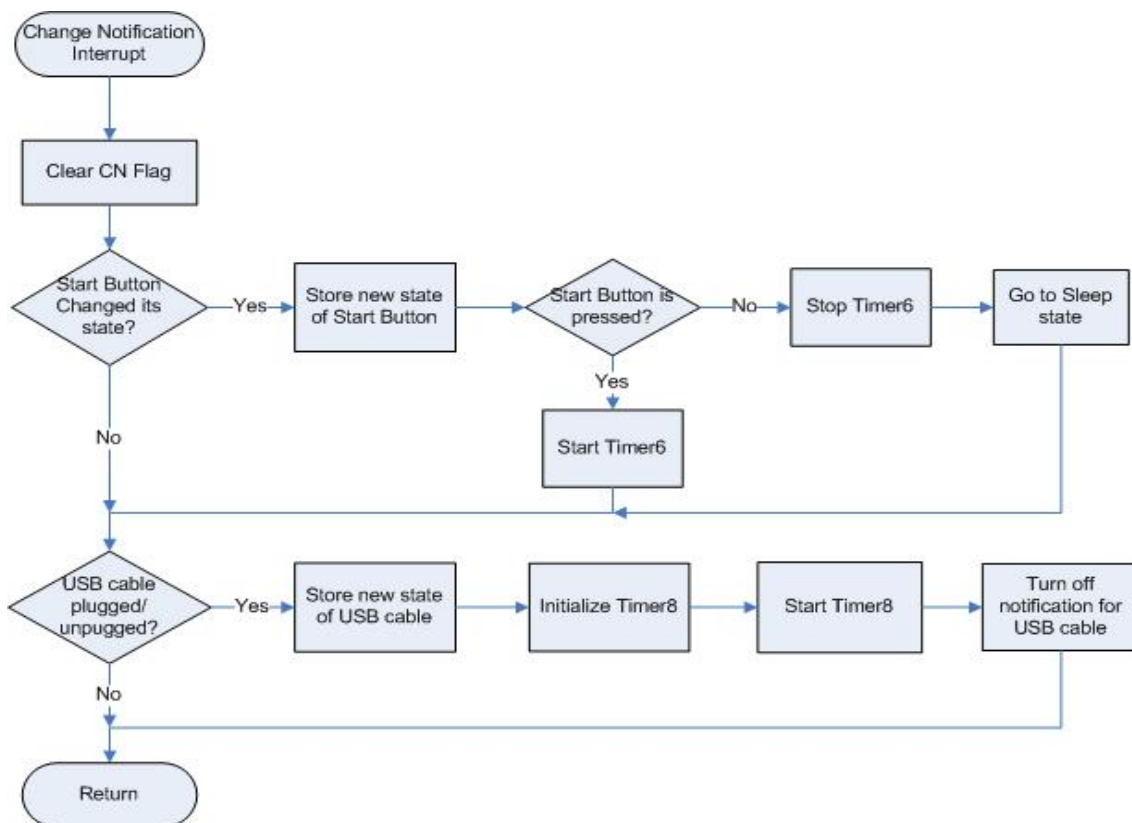 Change Notification
Interrupt
Clear CN Flag
Start Button
Changed its
state?
Yes
Store new state
of Start Button
Start Button is
pressed?
No
Stop Timer6
Go to Sleep
state
Yes
Start Timer6
No
USB cable
plugged/
unpugged?
Yes
Store new state
of USB cable
Initialize Timer8
Start Timer8
Turn off
notification for
USB cable
No
Return